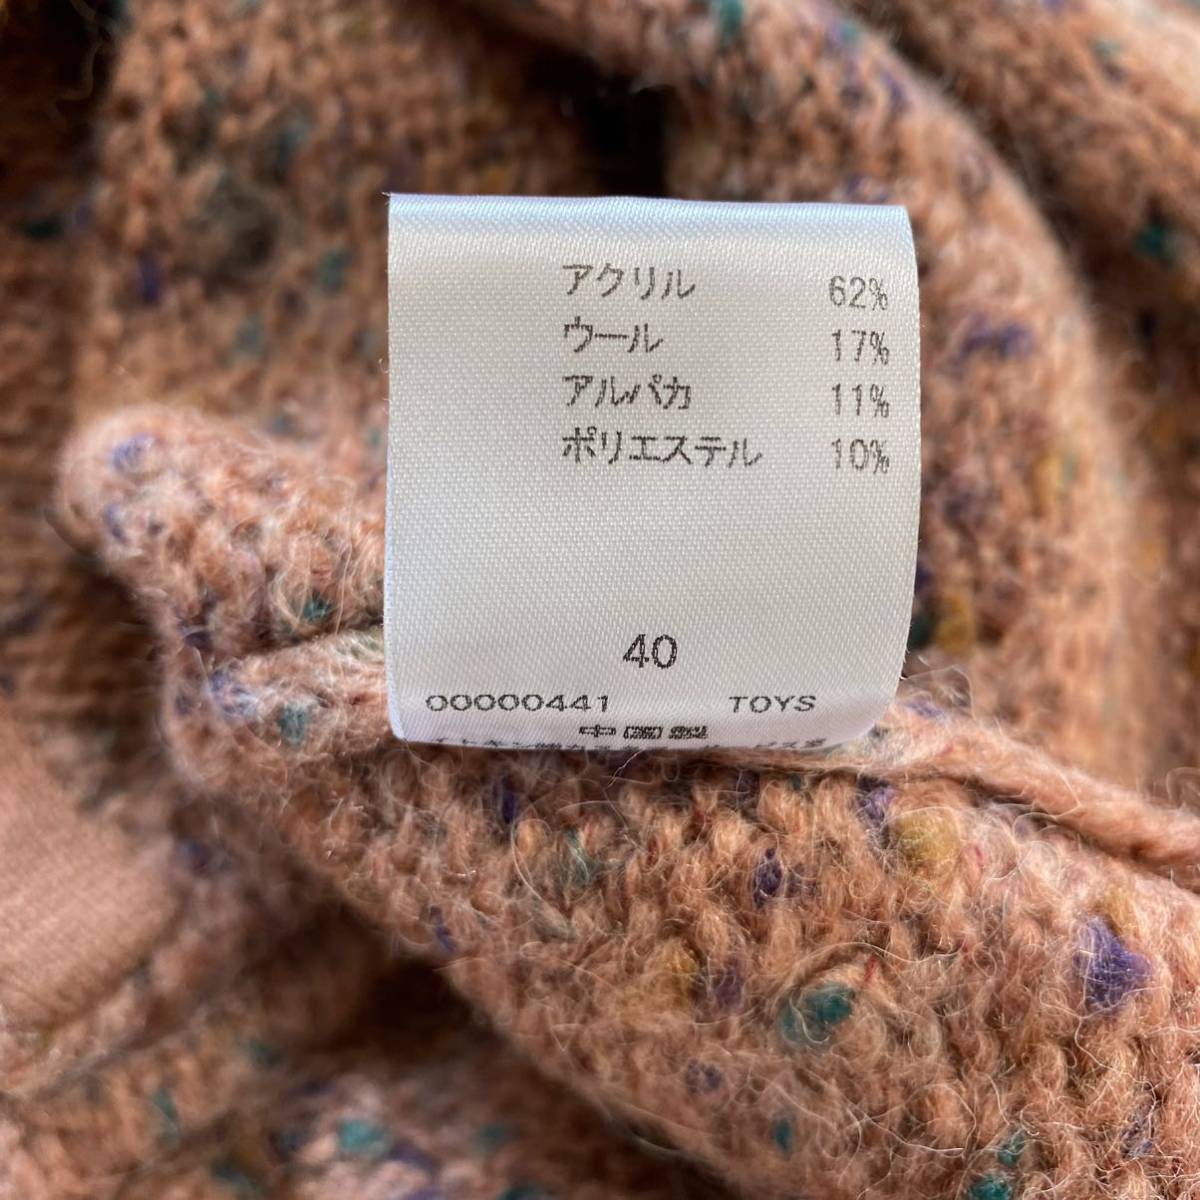 アクリル 62%
ウール 17%
アルパカ 11%
ポリエステル 10%
40
00000441 TOYS
中国製